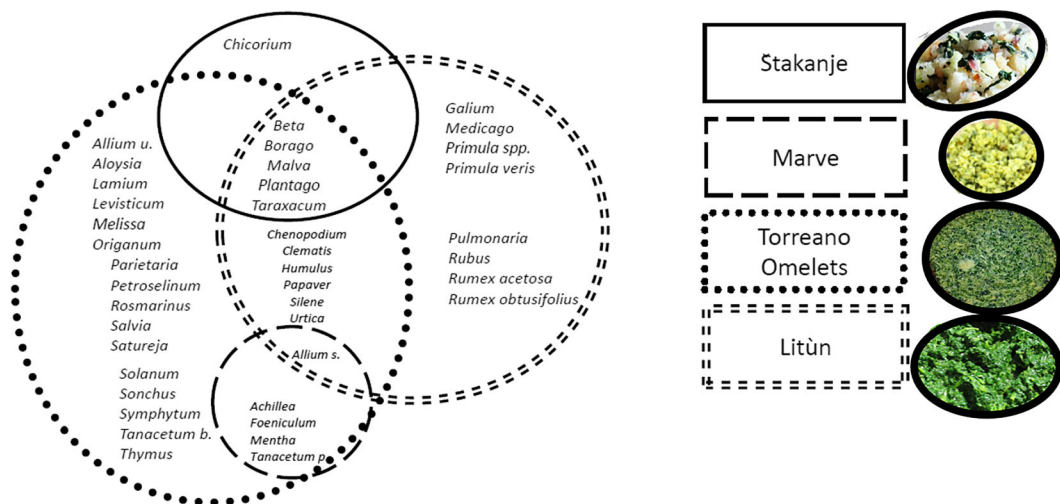 Chicorium
Allium u.
Aloysia
Lamium
Levisticum
Melissa
Origanum
Parietaria
Petroselinum
Rosmarinus
Salvia
Satureja
Solanum
Sonchus
Symphytum
Tanacetum b.
Thymus
Beta
Borago
Malva
Plantago
Taraxacum
Chenopodium
Clematis
Humulus
Papaver
Silene
Urtica
Allium s.
Achillea
Foeniculum
Mentha
Tanacetum p.
Galium
Medicago
Primula spp.
Primula veris
Pulmonaria
Rubus
Rumex acetosa
Rumex obtusifolius
Štakanje
Marve
Torreano
Omelets
Litùn